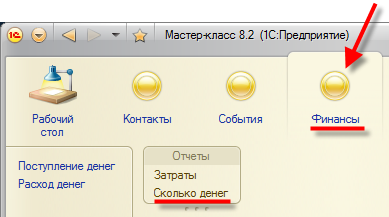 1С
Мастер-класс 8.2 (1С:Предприятие)
Рабочий
стол
Контакты
События
Финансы
Поступление денег
Расход денег
Отчеты
Затраты
Сколько денег